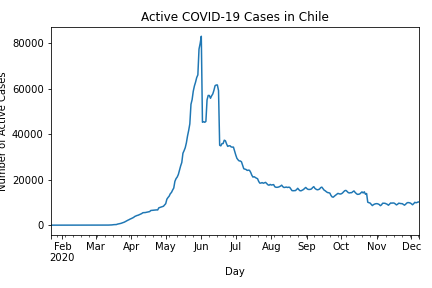 Active COVID-19 Cases in Chile
Number of Active Cases
80000
60000
40000
20000
0
Feb Mar Apr May Jun Jul Aug Sep Oct Nov Dec
2020
Day